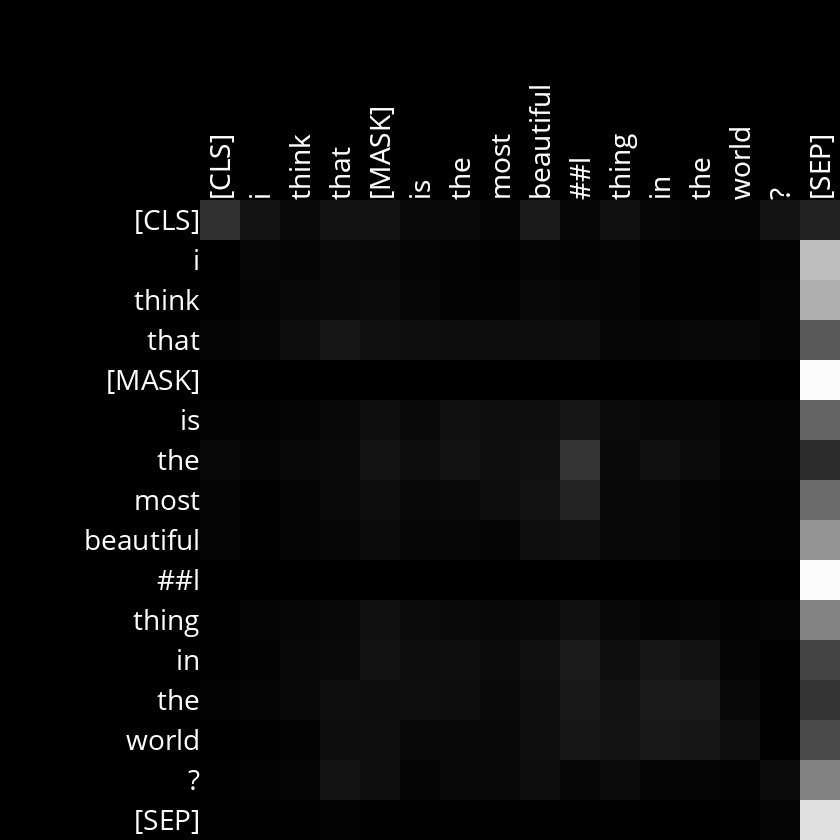 [CLS] i think that [MASK] is the most beautiful ##l thing in the world ? [SEP]
[CLS]
i
think
that
[MASK]
is
the
most
beautiful
##l
thing
in
the
world
?
[SEP]